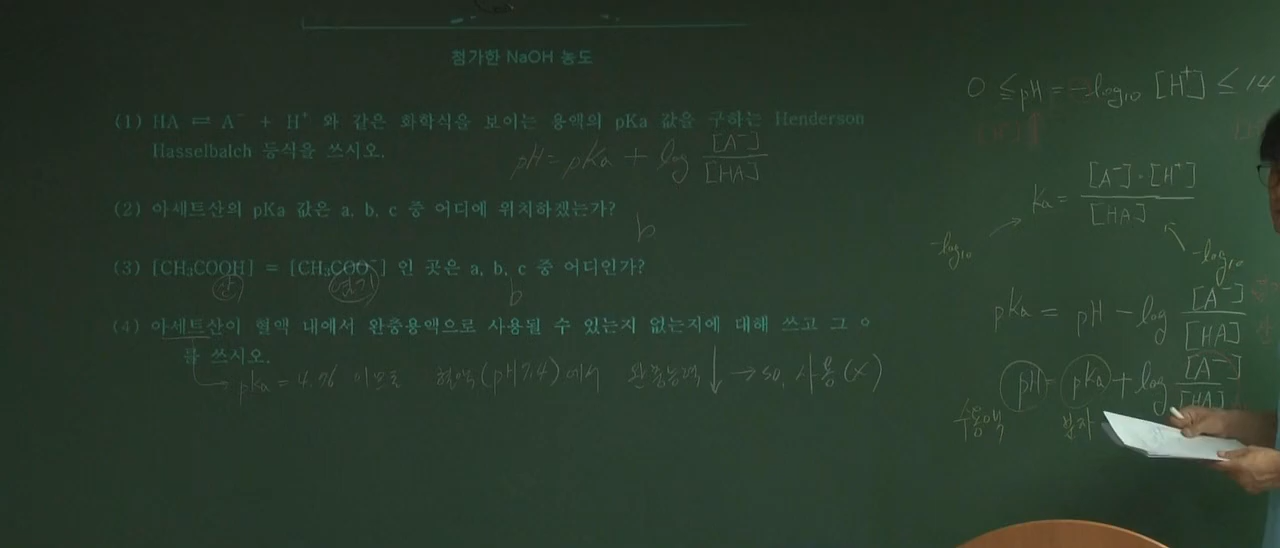 첨가한 NaOH 농도
(1) HA ⇌ A⁻ + H⁺ 와 같은 화학식을 보이는 용액의 pKa 값을 구하는 Henderson
Hasselbalch 등식을 쓰시오.
pH = pKa + log [A⁻]/[HA]
(2) 아세트산의 pKa 값은 a, b, c 중 어디에 위치하겠는가?
b
(3) [CH₃COOH] = [CH₃COO⁻] 인 곳은 a, b, c 중 어디인가?
산 염기
b
(4) 아세트산이 혈액 내에서 완충용액으로 사용될 수 있는지 없는지에 대해 쓰고 그
를 쓰시오.
pKa = 4.76 이므로 혈액(pH 7.4)에서 완충능력↓ → so, 사용(X)
0 ≤ pH = -log₁₀ [H⁺] ≤ 14
Ka = [A⁻]·[H⁺]/[HA]
-log₁₀ -log₁₀
pKa = pH - log [A⁻]/[HA]
pH = pKa + log [A⁻]/[HA]
수용액 분자